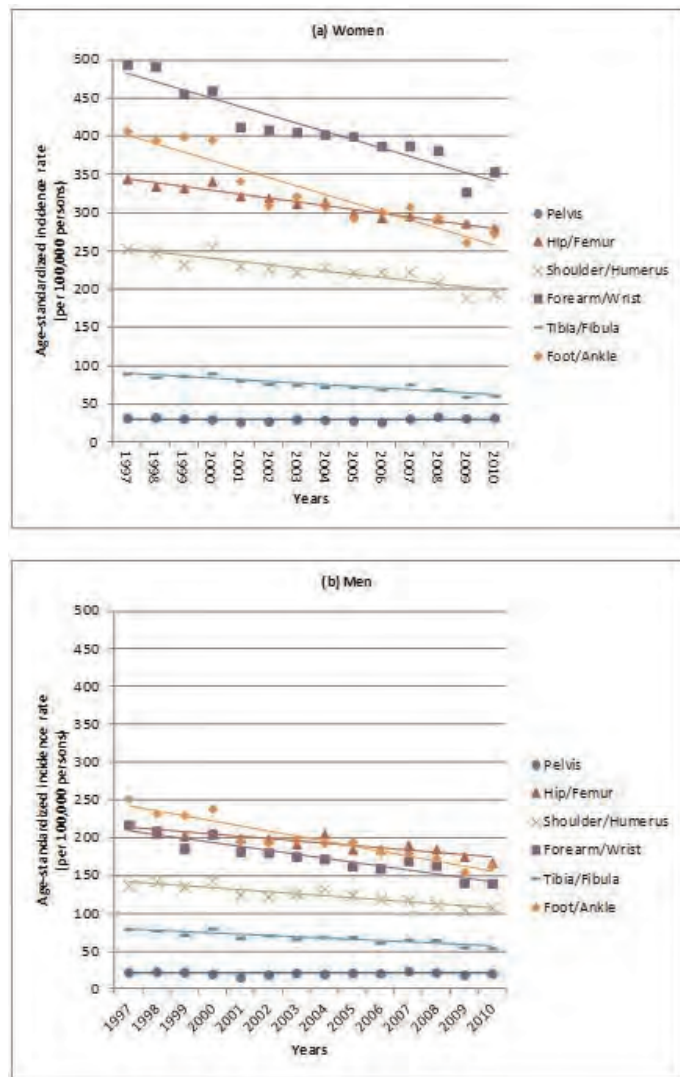 (a) Women
500
450
400
350
300
250
200
150
100
50
0
Age-standardized incidence rate
(per 100,000 persons)
1997
1998
1999
2000
2001
2002
2003
2004
2005
2006
2007
2008
2009
2010
Years
Pelvis
Hip/Femur
Shoulder/Humerus
Forearm/Wrist
Tibia/Fibula
Foot/Ankle
(b) Men
500
450
400
350
300
250
200
150
100
50
0
Age-standardized incidence rate
(per 100,000 persons)
1997
1998
1999
2000
2001
2002
2003
2004
2005
2006
2007
2008
2009
2010
Years
Pelvis
Hip/Femur
Shoulder/Humerus
Forearm/Wrist
Tibia/Fibula
Foot/Ankle